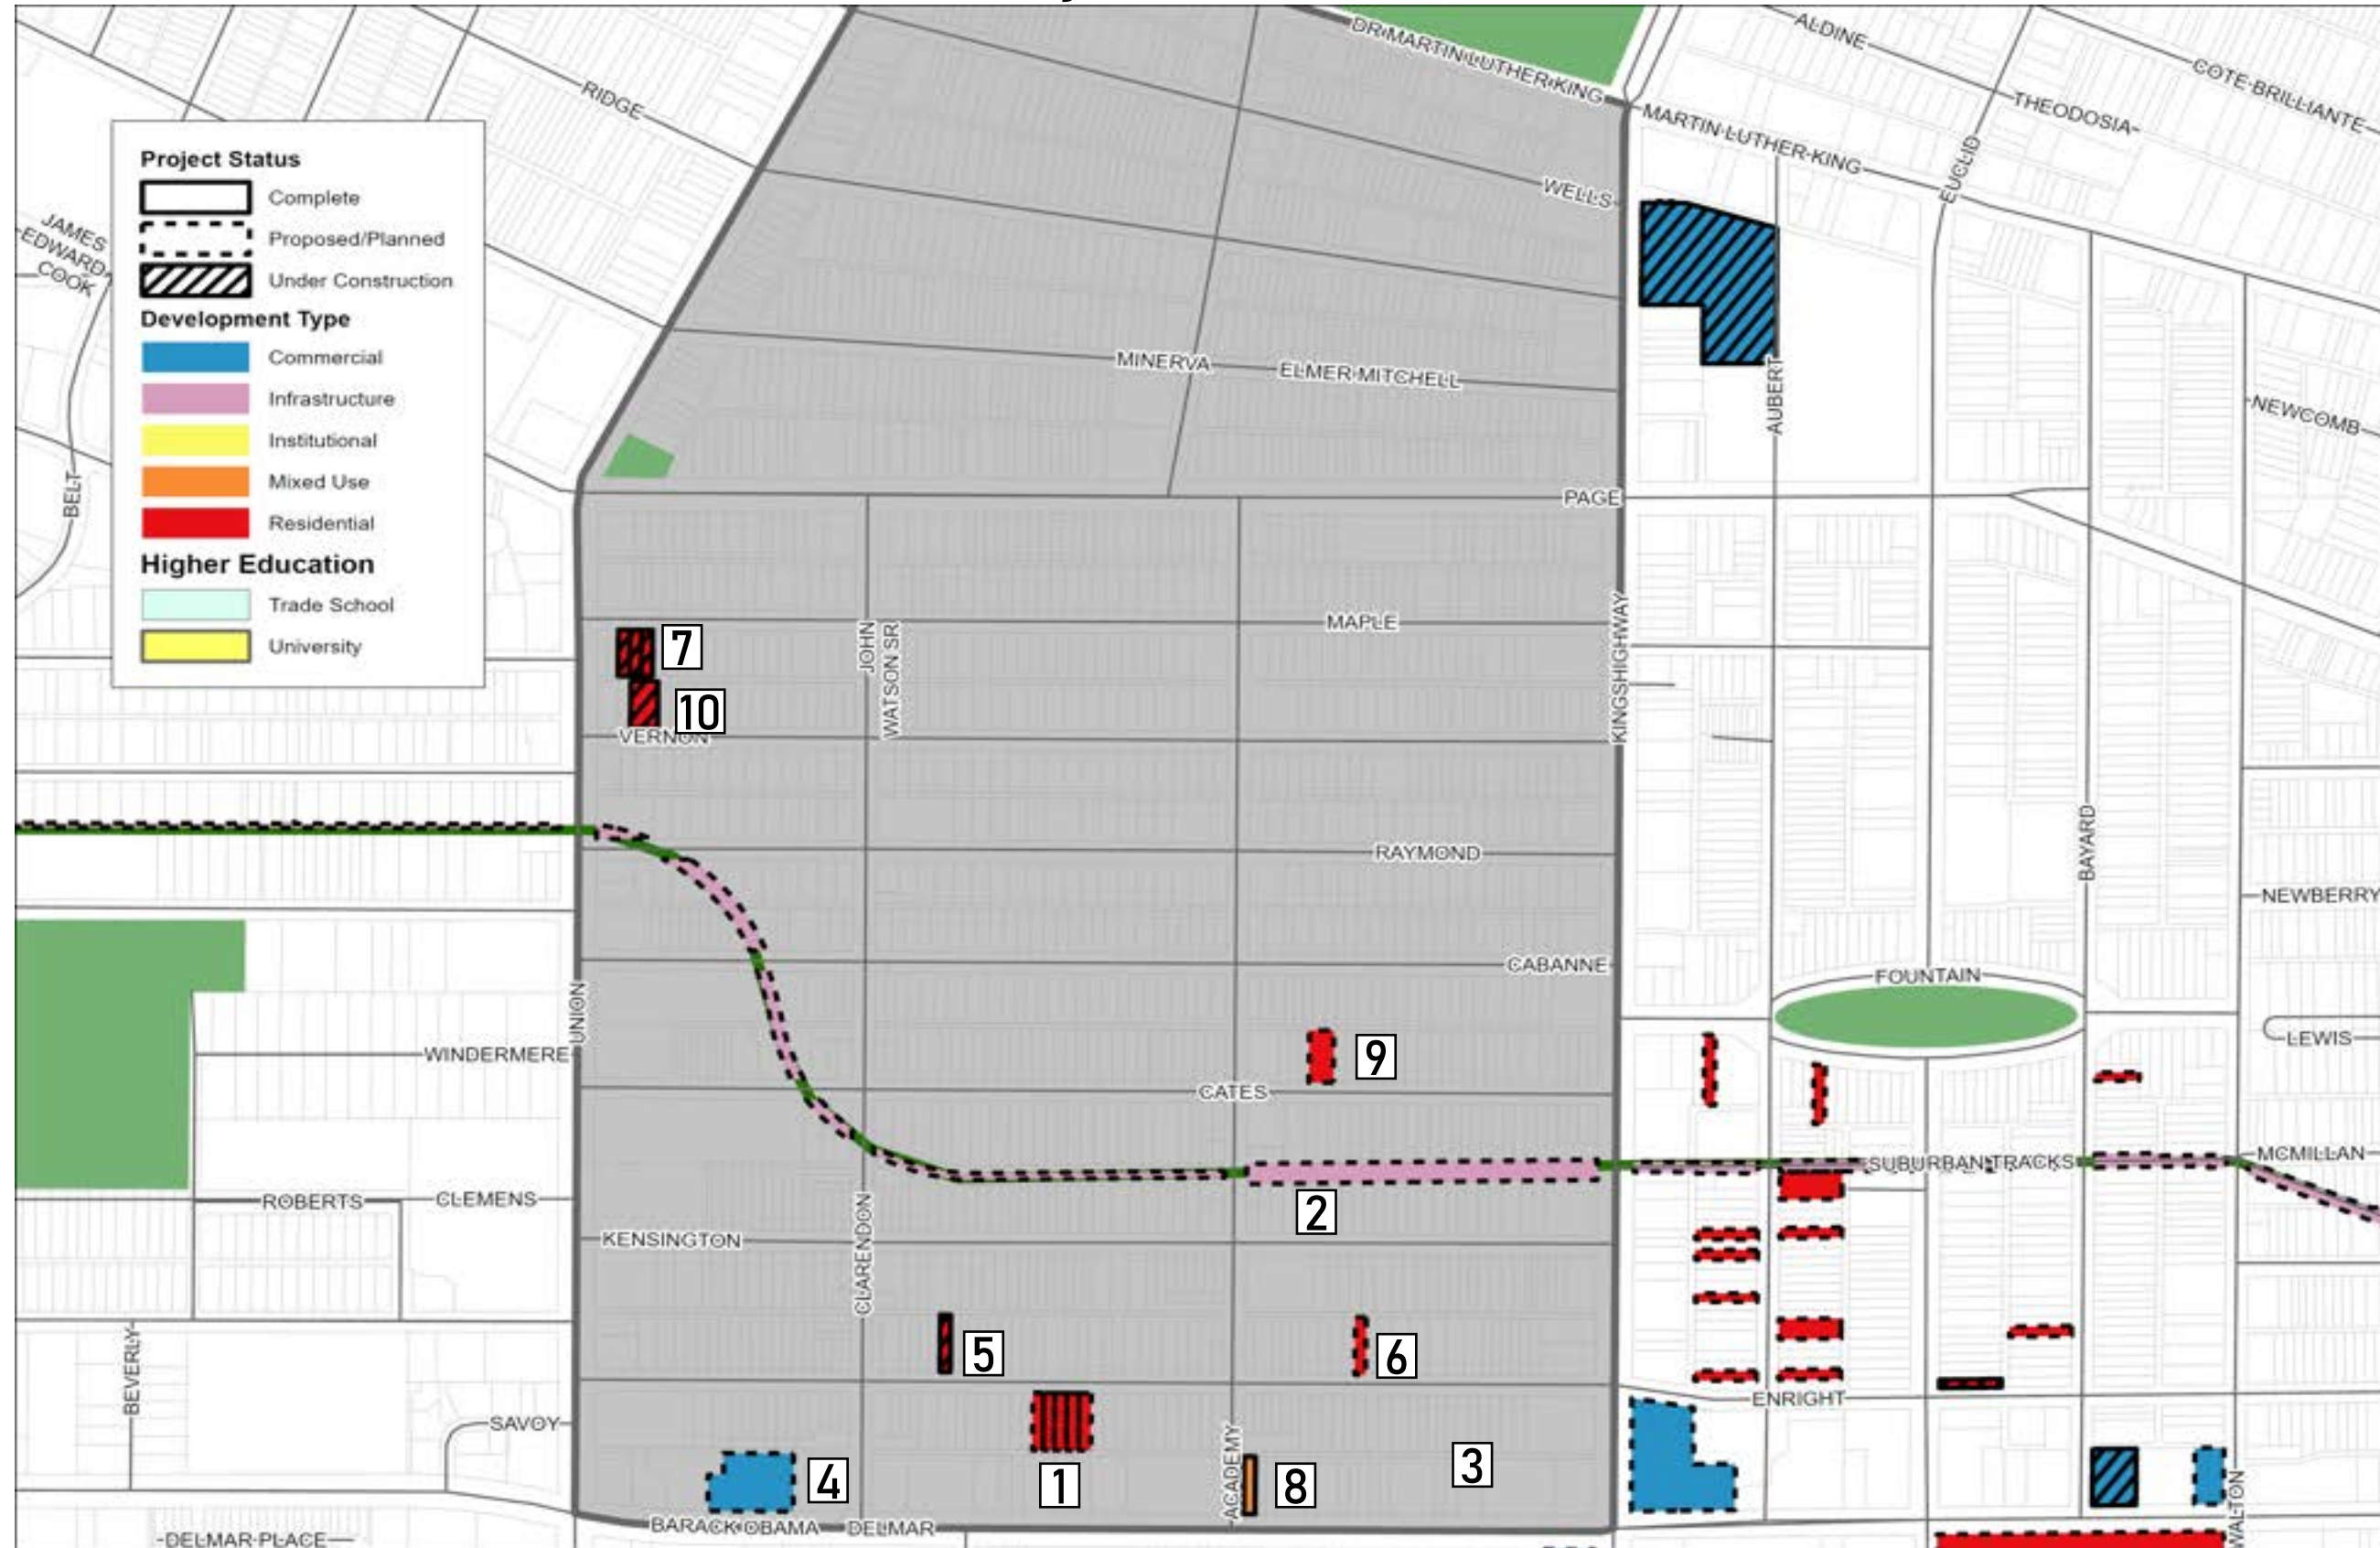 DR MARTIN LUTHER KING
ALDINE
COTE BRILLIANTE
THEODOSIA
RIDGE
MARTIN LUTHER KING
EUCLID
WELLS
Project Status
Complete
Proposed/Planned
Under Construction
Development Type
Commercial
Infrastructure
Institutional
Mixed Use
Residential
Higher Education
Trade School
University
JAMES
EDWARD
COOK
BELT
MINERVA
ELMER MITCHELL
AUBERT
NEWCOMB
PAGE
MAPLE
JOHN
WATSON SR
KINGSHIGHWAY
7
10
VERNON
RAYMOND
BAYARD
NEWBERRY
CABANNE
FOUNTAIN
UNION
WINDERMERE
LEWIS
9
CATES
SUBURBAN TRACKS
MCMILLAN
ROBERTS
CLEMENS
2
KENSINGTON
CLARENDON
5
6
BEVERLY
ENRIGHT
SAVOY
ACADEMY
4
1
8
3
WALTON
BARACK OBAMA
DELMAR
DELMAR PLACE